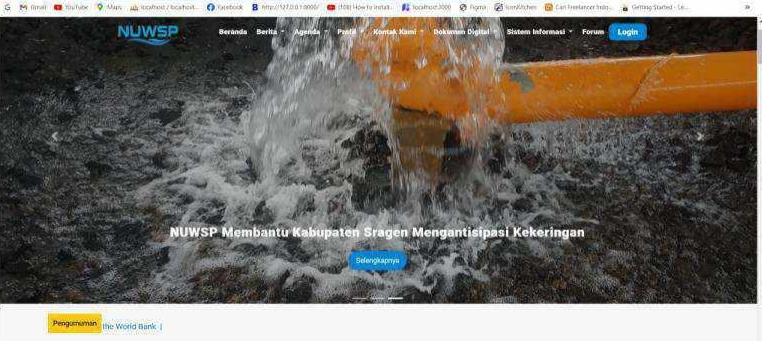 Gmail YouTube Maps localhost / localhost... Facebook http://127.0.0.1:8000/ (108) How to install... localhost:3000 Figma Cari Freelancer Indo... Getting Started - Le... »
NUWSP Beranda Berita Agenda Profil Kontak Kami Dokumen Digital Sistem Informasi Forum Login
NUWSP Membantu Kabupaten Sragen Mengantisipasi Kekeringan
Selengkapnya
Pengumuman the World Bank |